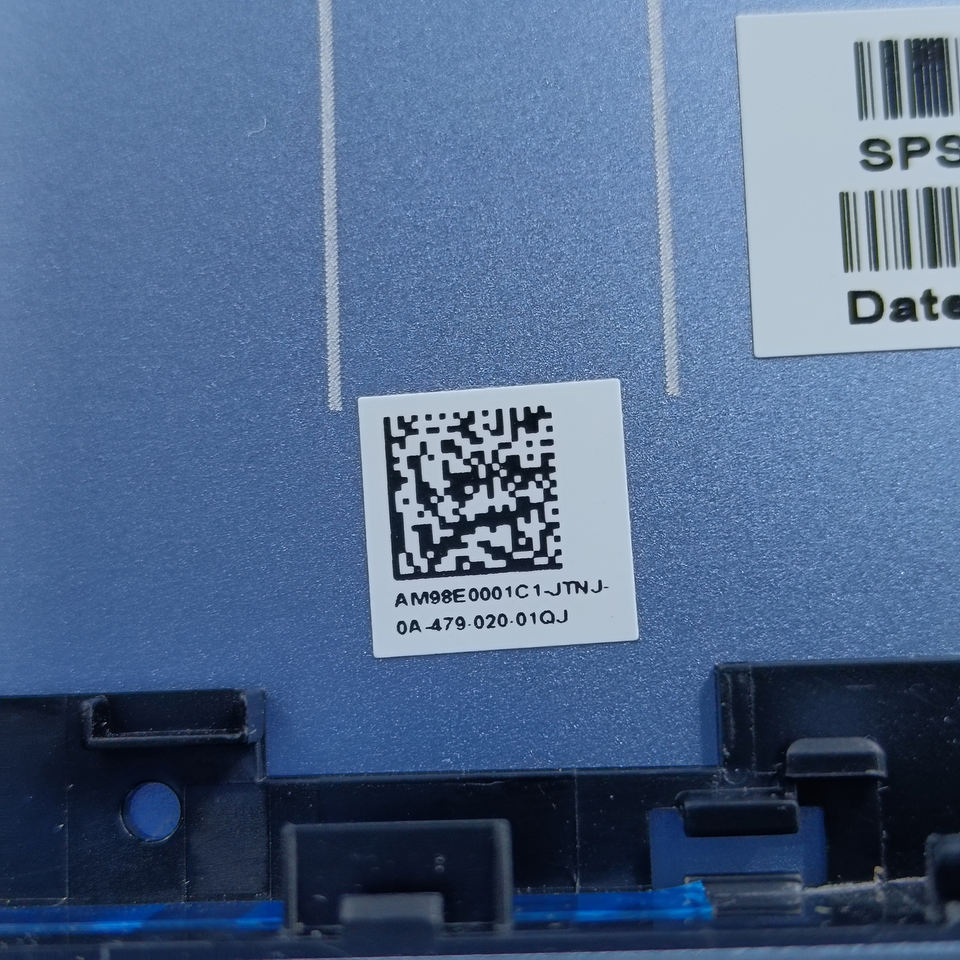 SPS
Date
AM98E0001C1-JTNJ-
0A-479-020-01QJ